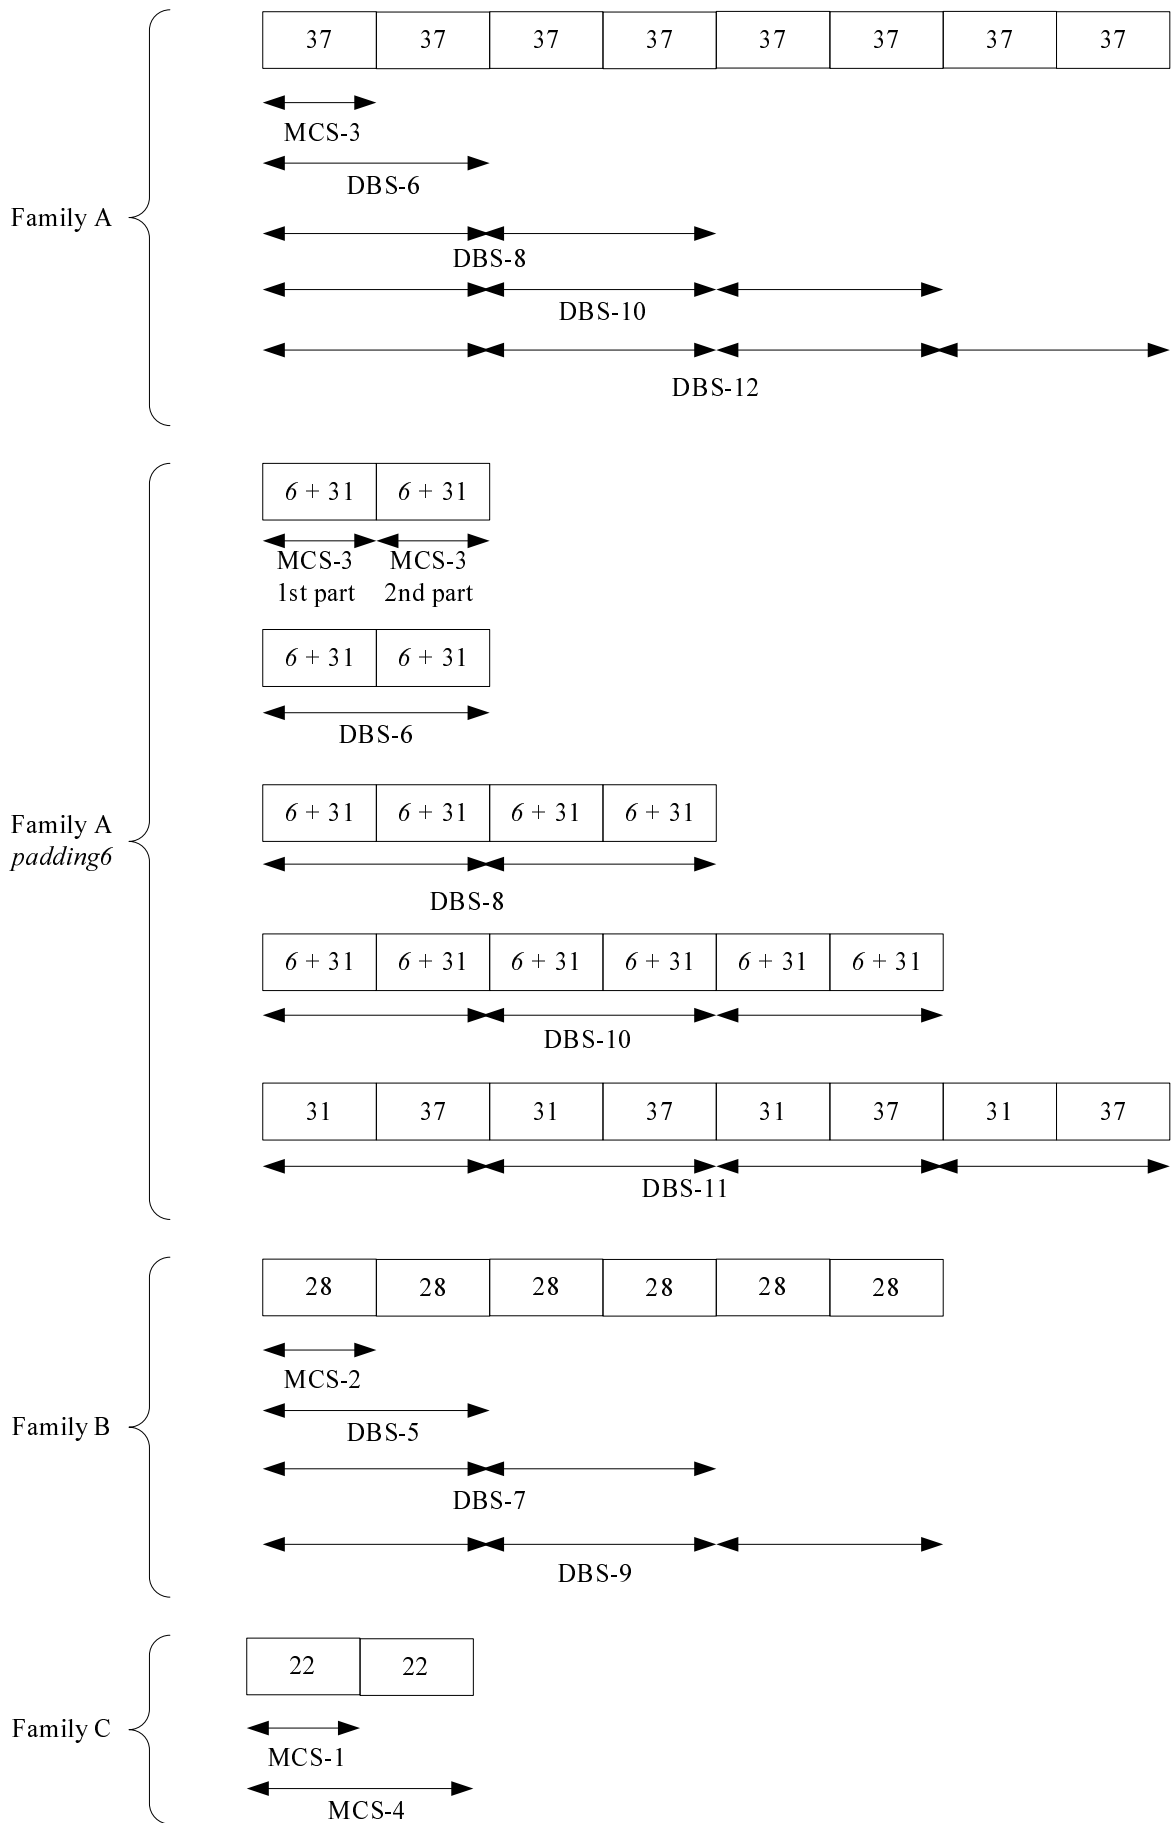 37 37 37 37 37 37 37 37
MCS-3
DBS-6
Family A
DBS-8
DBS-10
DBS-12
6 + 31 6 + 31
MCS-3 MCS-3
1st part 2nd part
6 + 31 6 + 31
DBS-6
6 + 31 6 + 31 6 + 31 6 + 31
Family A
padding6
DBS-8
6 + 31 6 + 31 6 + 31 6 + 31 6 + 31 6 + 31
DBS-10
31 37 31 37 31 37 31 37
DBS-11
28 28 28 28 28 28
MCS-2
Family B
DBS-5
DBS-7
DBS-9
22 22
Family C
MCS-1
MCS-4